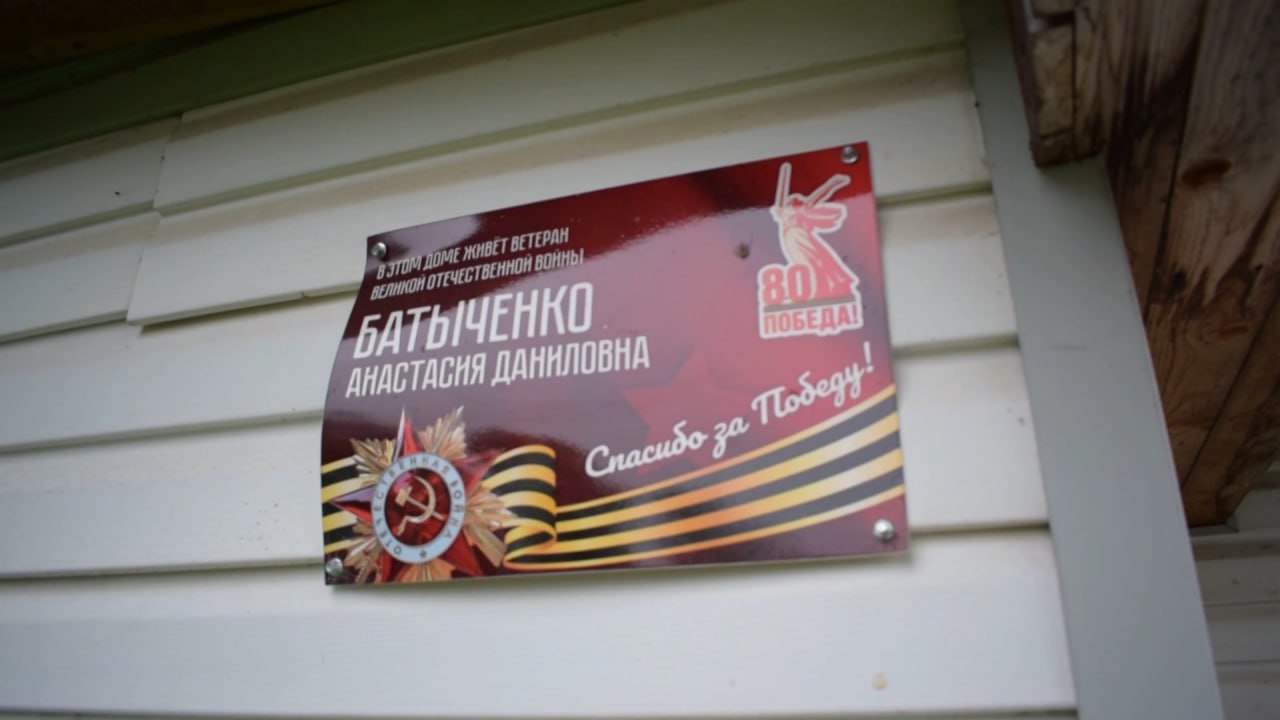 В ЭТОМ ДОМЕ ЖИВЁТ ВЕТЕРАН
ВЕЛИКОЙ ОТЕЧЕСТВЕННОЙ ВОЙНЫ
БАТЫЧЕНКО
АНАСТАСИЯ ДАНИЛОВНА
80
ПОБЕДА!
Спасибо за Победу!
ОТЕЧЕСТВЕННАЯ ВОЙНА